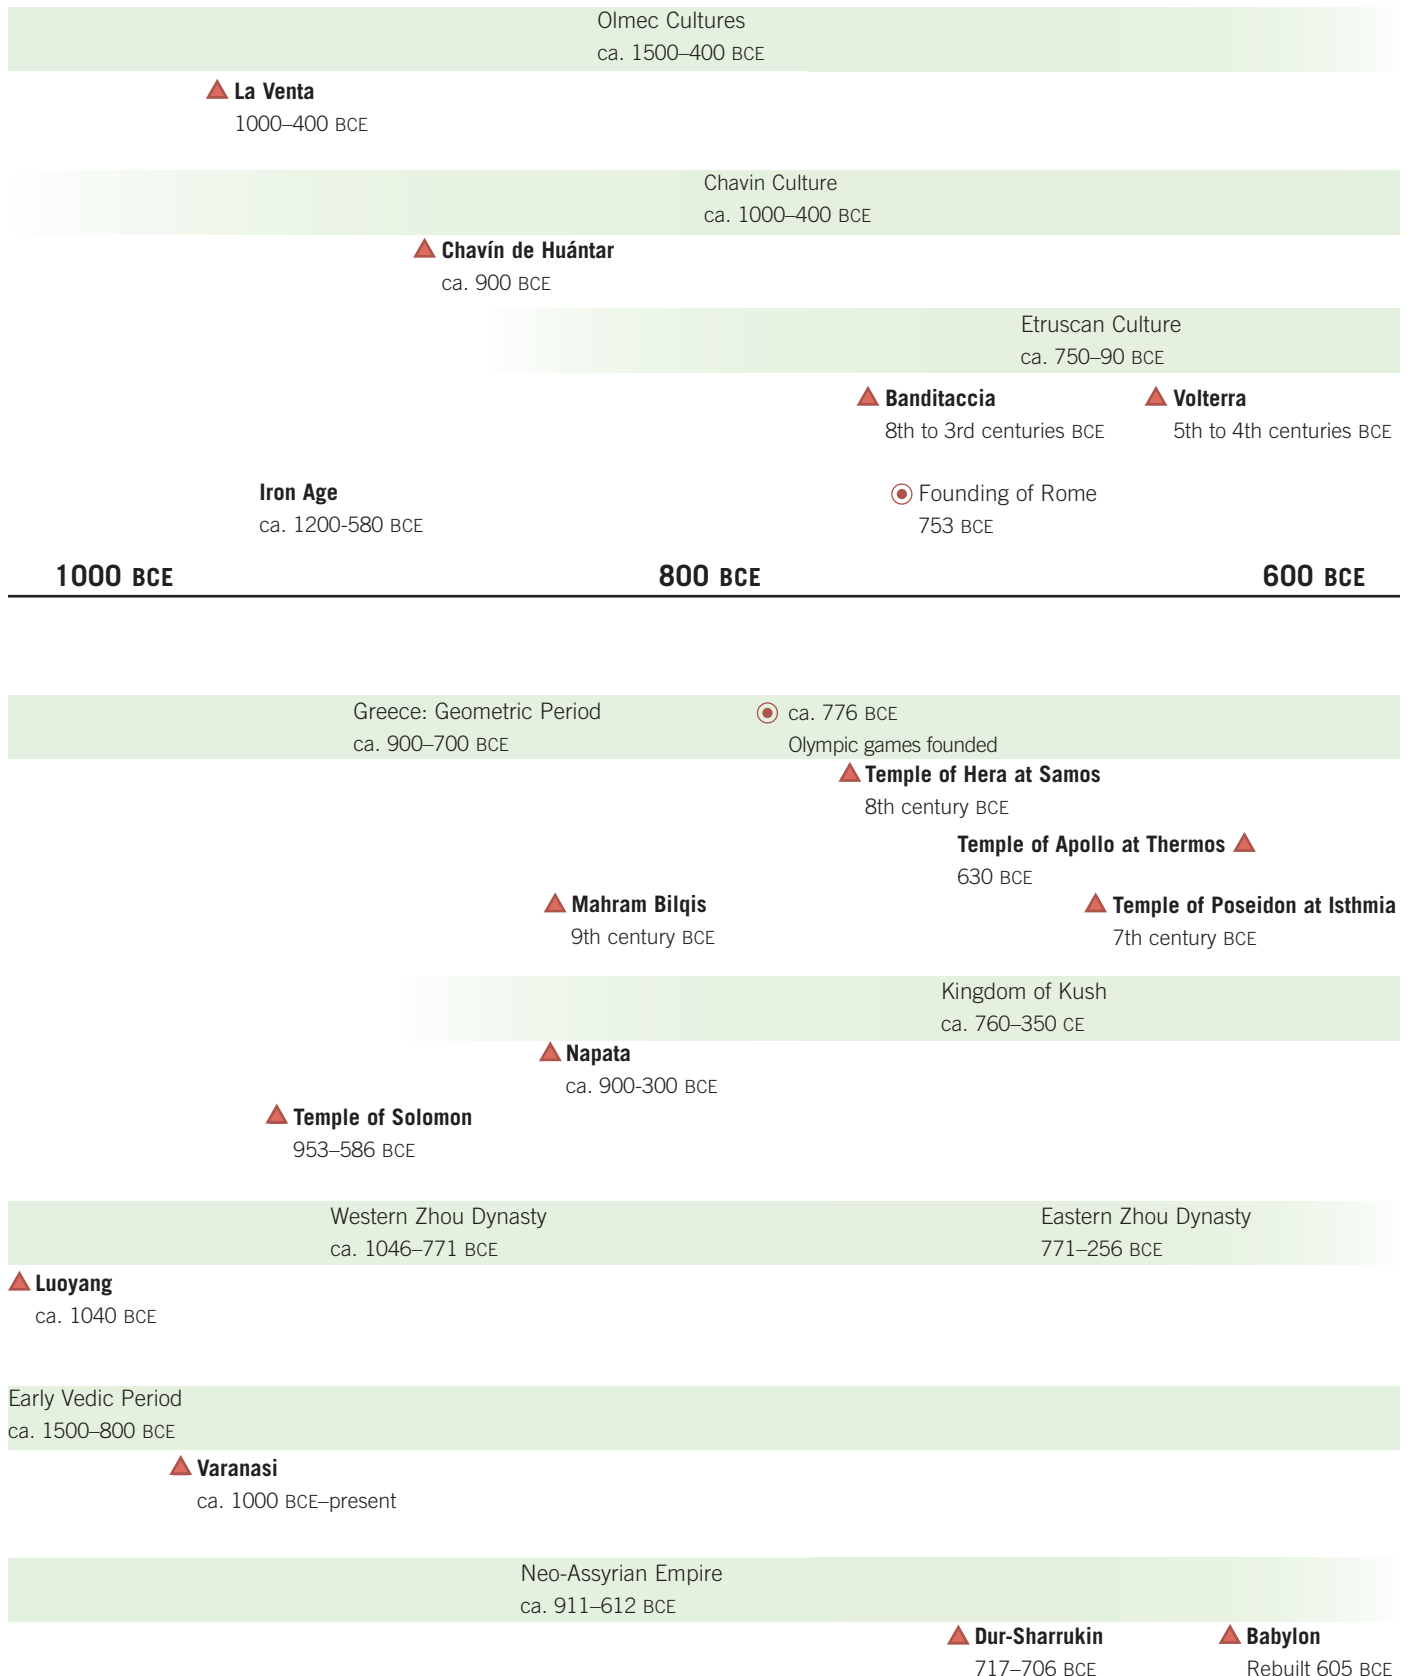 Olmec Cultures
ca. 1500–400 BCE
La Venta
1000–400 BCE
Chavin Culture
ca. 1000–400 BCE
Chavín de Huántar
ca. 900 BCE
Etruscan Culture
ca. 750–90 BCE
Banditaccia
8th to 3rd centuries BCE
Volterra
5th to 4th centuries BCE
Iron Age
ca. 1200-580 BCE
Founding of Rome
753 BCE
1000 BCE 800 BCE 600 BCE
Greece: Geometric Period
ca. 900–700 BCE
ca. 776 BCE
Olympic games founded
Temple of Hera at Samos
8th century BCE
Temple of Apollo at Thermos
630 BCE
Mahram Bilqis
9th century BCE
Temple of Poseidon at Isthmia
7th century BCE
Kingdom of Kush
ca. 760–350 CE
Napata
ca. 900-300 BCE
Temple of Solomon
953–586 BCE
Western Zhou Dynasty
ca. 1046–771 BCE
Eastern Zhou Dynasty
771–256 BCE
Luoyang
ca. 1040 BCE
Early Vedic Period
ca. 1500–800 BCE
Varanasi
ca. 1000 BCE–present
Neo-Assyrian Empire
ca. 911–612 BCE
Dur-Sharrukin
717–706 BCE
Babylon
Rebuilt 605 BCE